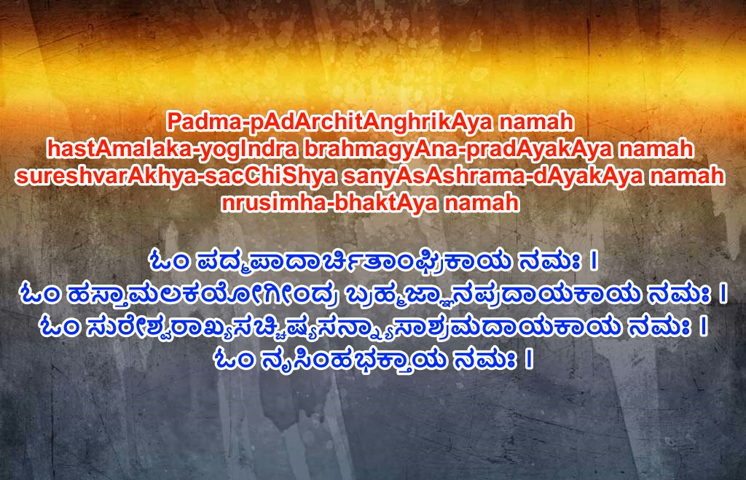 Padma-pAdArchitAnghrikAya namah
hastAmalaka-yogIndra brahmagyAna-pradAyakAya namah
sureshvarAkhya-sacChiShya sanyAsAshrama-dAyakAya namah
nrusimha-bhaktAya namah
ಓಂ ಪದ್ಮಪಾದಾರ್ಚಿತಾಂಘ್ರಿಕಾಯ ನಮಃ ।
ಓಂ ಹಸ್ತಾಮಲಕಯೋಗೀಂದ್ರ ಬ್ರಹ್ಮಜ್ಞಾನಪ್ರದಾಯಕಾಯ ನಮಃ ।
ಓಂ ಸುರೇಶ್ವರಾಖ್ಯಸಚ್ಚಿಷ್ಯಸನ್ನ್ಯಾಸಾಶ್ರಮದಾಯಕಾಯ ನಮಃ ।
ಓಂ ನೃಸಿಂಹಭಕ್ತಾಯ ನಮಃ ।